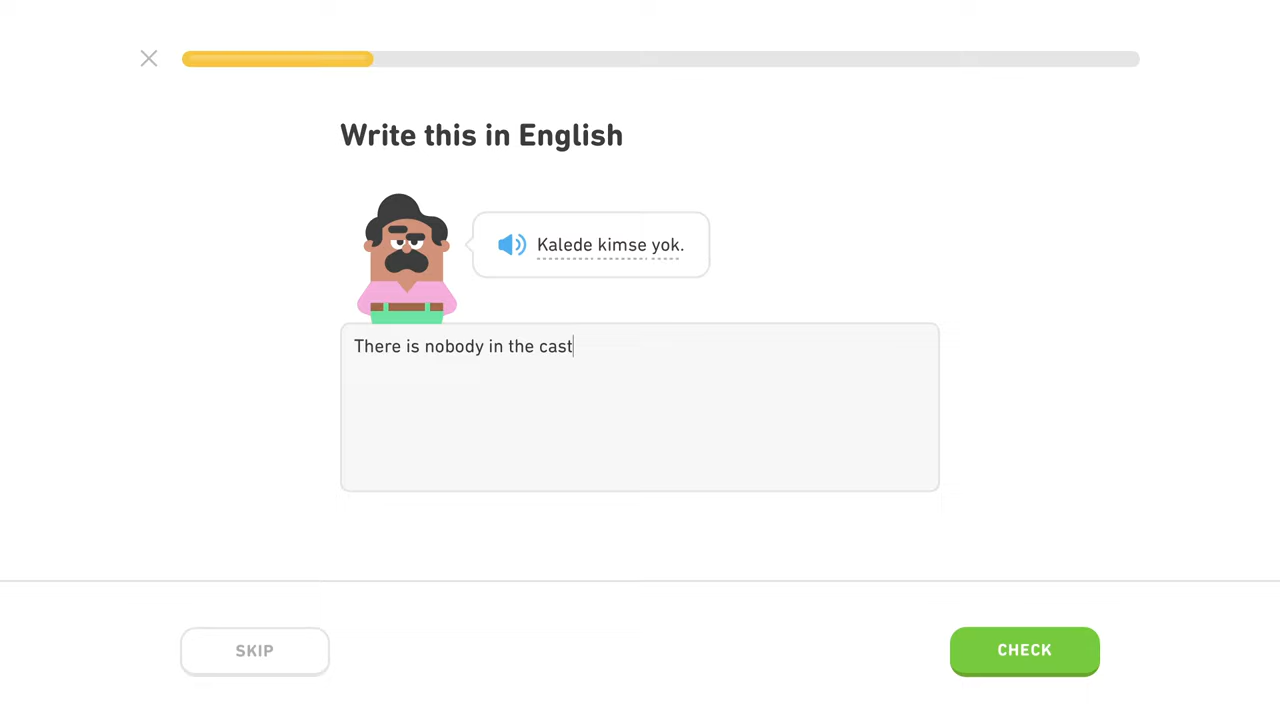 Write this in English
Kalede kimse yok.
There is nobody in the cast
SKIP
CHECK